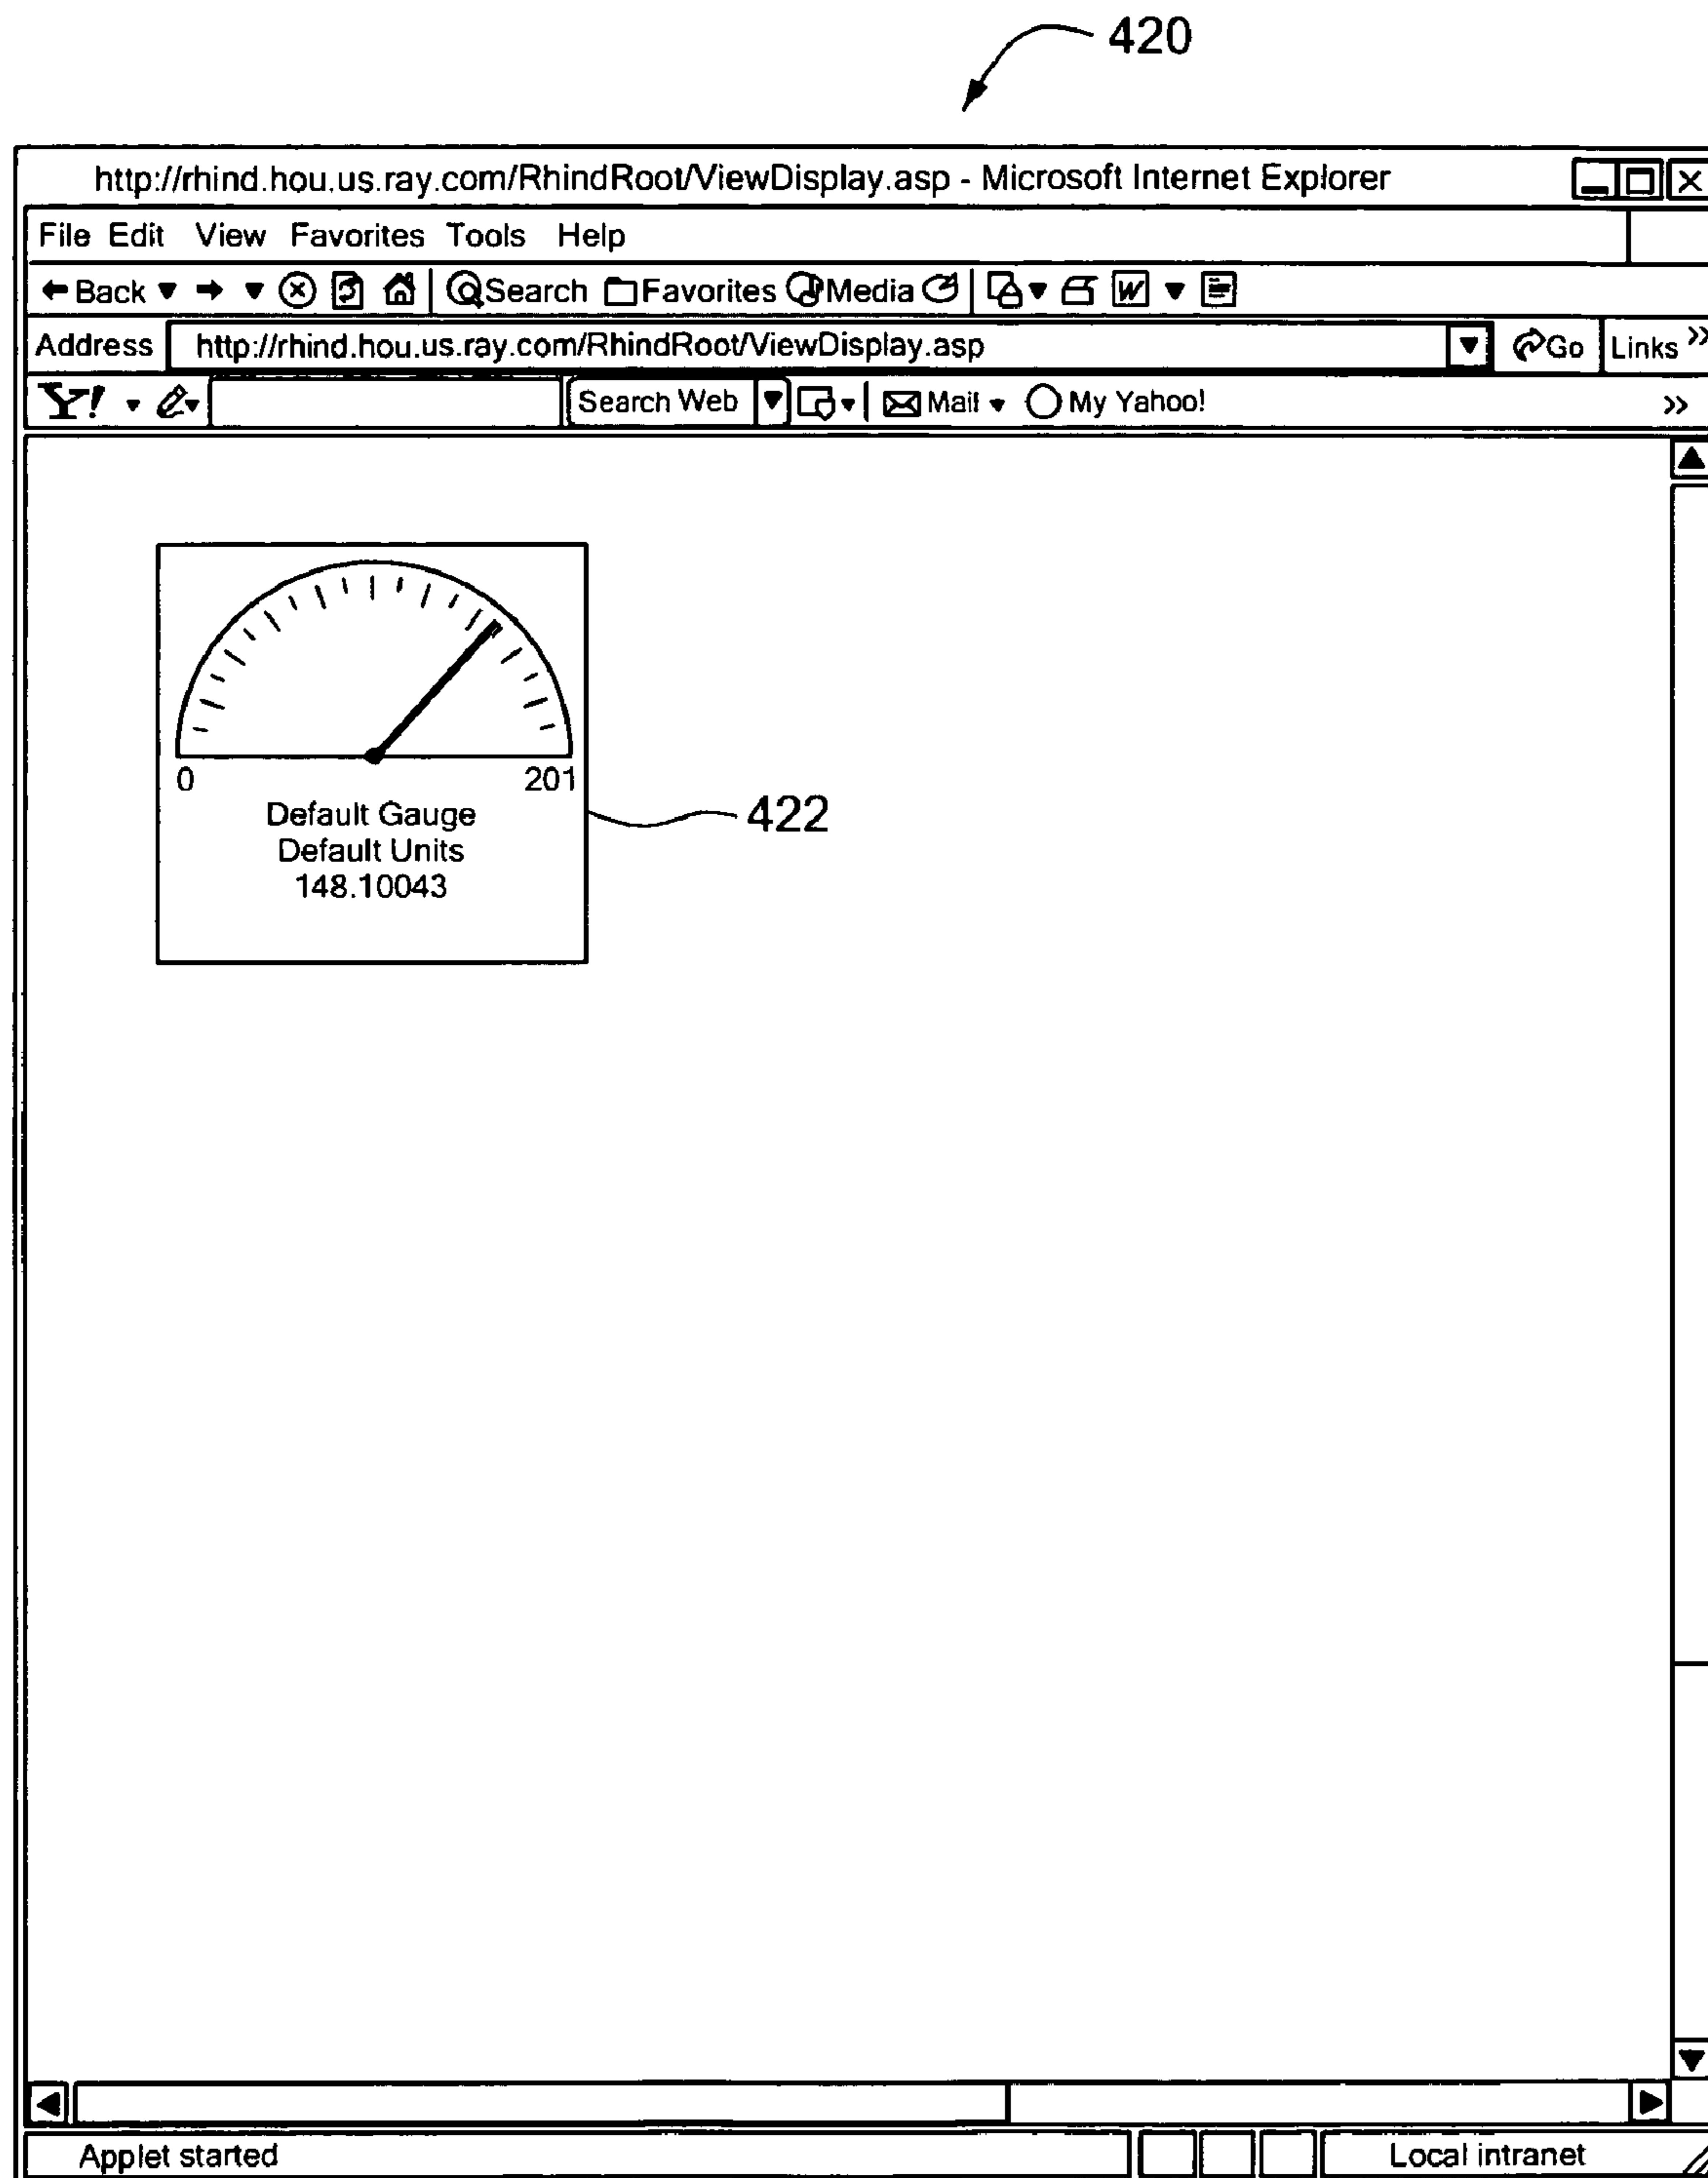 420
http://rhind.hou.us.ray.com/RhindRoot/ViewDisplay.asp - Microsoft Internet Explorer
File Edit View Favorites Tools Help
Back Search Favorites Media W
Address http://rhind.hou.us.ray.com/RhindRoot/ViewDisplay.asp Go Links »
Y! Search Web Mail My Yahoo! »
0 201
Default Gauge
Default Units
148.10043
422
Applet started Local intranet